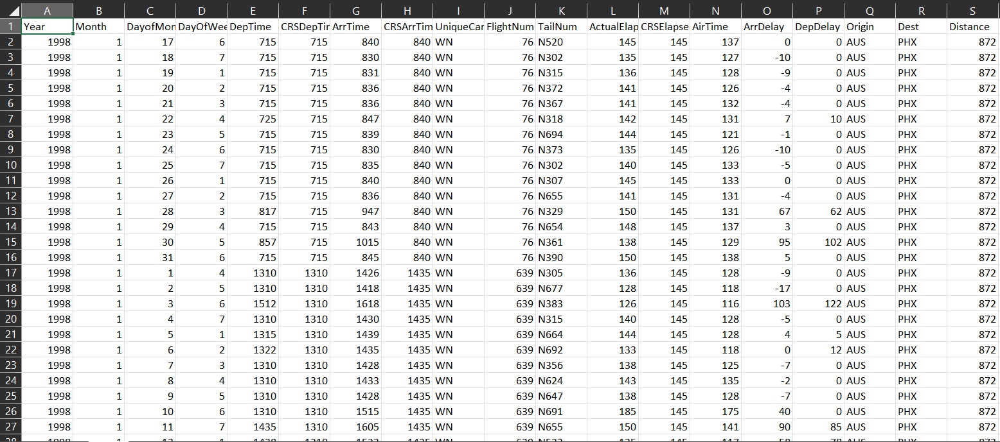 A B C D E F G H I J K L M N O P Q R S
1 Year Month DayofMon DayOfWee DepTime CRSDepTir ArrTime CRSArrTim UniqueCar FlightNum TailNum ActualElap CRSElapse AirTime ArrDelay DepDelay Origin Dest Distance
2 1998 1 17 6 715 715 840 840 WN 76 N520 145 145 137 0 0 AUS PHX 872
3 1998 1 18 7 715 715 830 840 WN 76 N302 135 145 127 -10 0 AUS PHX 872
4 1998 1 19 1 715 715 831 840 WN 76 N315 136 145 128 -9 0 AUS PHX 872
5 1998 1 20 2 715 715 836 840 WN 76 N372 141 145 126 -4 0 AUS PHX 872
6 1998 1 21 3 715 715 836 840 WN 76 N367 141 145 132 -4 0 AUS PHX 872
7 1998 1 22 4 725 715 847 840 WN 76 N318 142 145 131 7 10 AUS PHX 872
8 1998 1 23 5 715 715 839 840 WN 76 N694 144 145 121 -1 0 AUS PHX 872
9 1998 1 24 6 715 715 830 840 WN 76 N373 135 145 126 -10 0 AUS PHX 872
10 1998 1 25 7 715 715 835 840 WN 76 N302 140 145 133 -5 0 AUS PHX 872
11 1998 1 26 1 715 715 840 840 WN 76 N307 145 145 133 0 0 AUS PHX 872
12 1998 1 27 2 715 715 836 840 WN 76 N655 141 145 131 -4 0 AUS PHX 872
13 1998 1 28 3 817 715 947 840 WN 76 N329 150 145 131 67 62 AUS PHX 872
14 1998 1 29 4 715 715 843 840 WN 76 N654 148 145 137 3 0 AUS PHX 872
15 1998 1 30 5 857 715 1015 840 WN 76 N361 138 145 129 95 102 AUS PHX 872
16 1998 1 31 6 715 715 845 840 WN 76 N390 150 145 138 5 0 AUS PHX 872
17 1998 1 1 4 1310 1310 1426 1435 WN 639 N305 136 145 128 -9 0 AUS PHX 872
18 1998 1 2 5 1310 1310 1418 1435 WN 639 N677 128 145 118 -17 0 AUS PHX 872
19 1998 1 3 6 1512 1310 1618 1435 WN 639 N383 126 145 116 103 122 AUS PHX 872
20 1998 1 4 7 1310 1310 1430 1435 WN 639 N315 140 145 128 -5 0 AUS PHX 872
21 1998 1 5 1 1315 1310 1439 1435 WN 639 N664 144 145 128 4 5 AUS PHX 872
22 1998 1 6 2 1322 1310 1435 1435 WN 639 N692 133 145 118 0 12 AUS PHX 872
23 1998 1 7 3 1310 1310 1428 1435 WN 639 N356 138 145 125 -7 0 AUS PHX 872
24 1998 1 8 4 1310 1310 1433 1435 WN 639 N624 143 145 135 -2 0 AUS PHX 872
25 1998 1 9 5 1310 1310 1428 1435 WN 639 N647 138 145 128 -7 0 AUS PHX 872
26 1998 1 10 6 1310 1310 1515 1435 WN 639 N691 185 145 175 40 0 AUS PHX 872
27 1998 1 11 7 1435 1310 1605 1435 WN 639 N655 150 145 141 90 85 AUS PHX 872